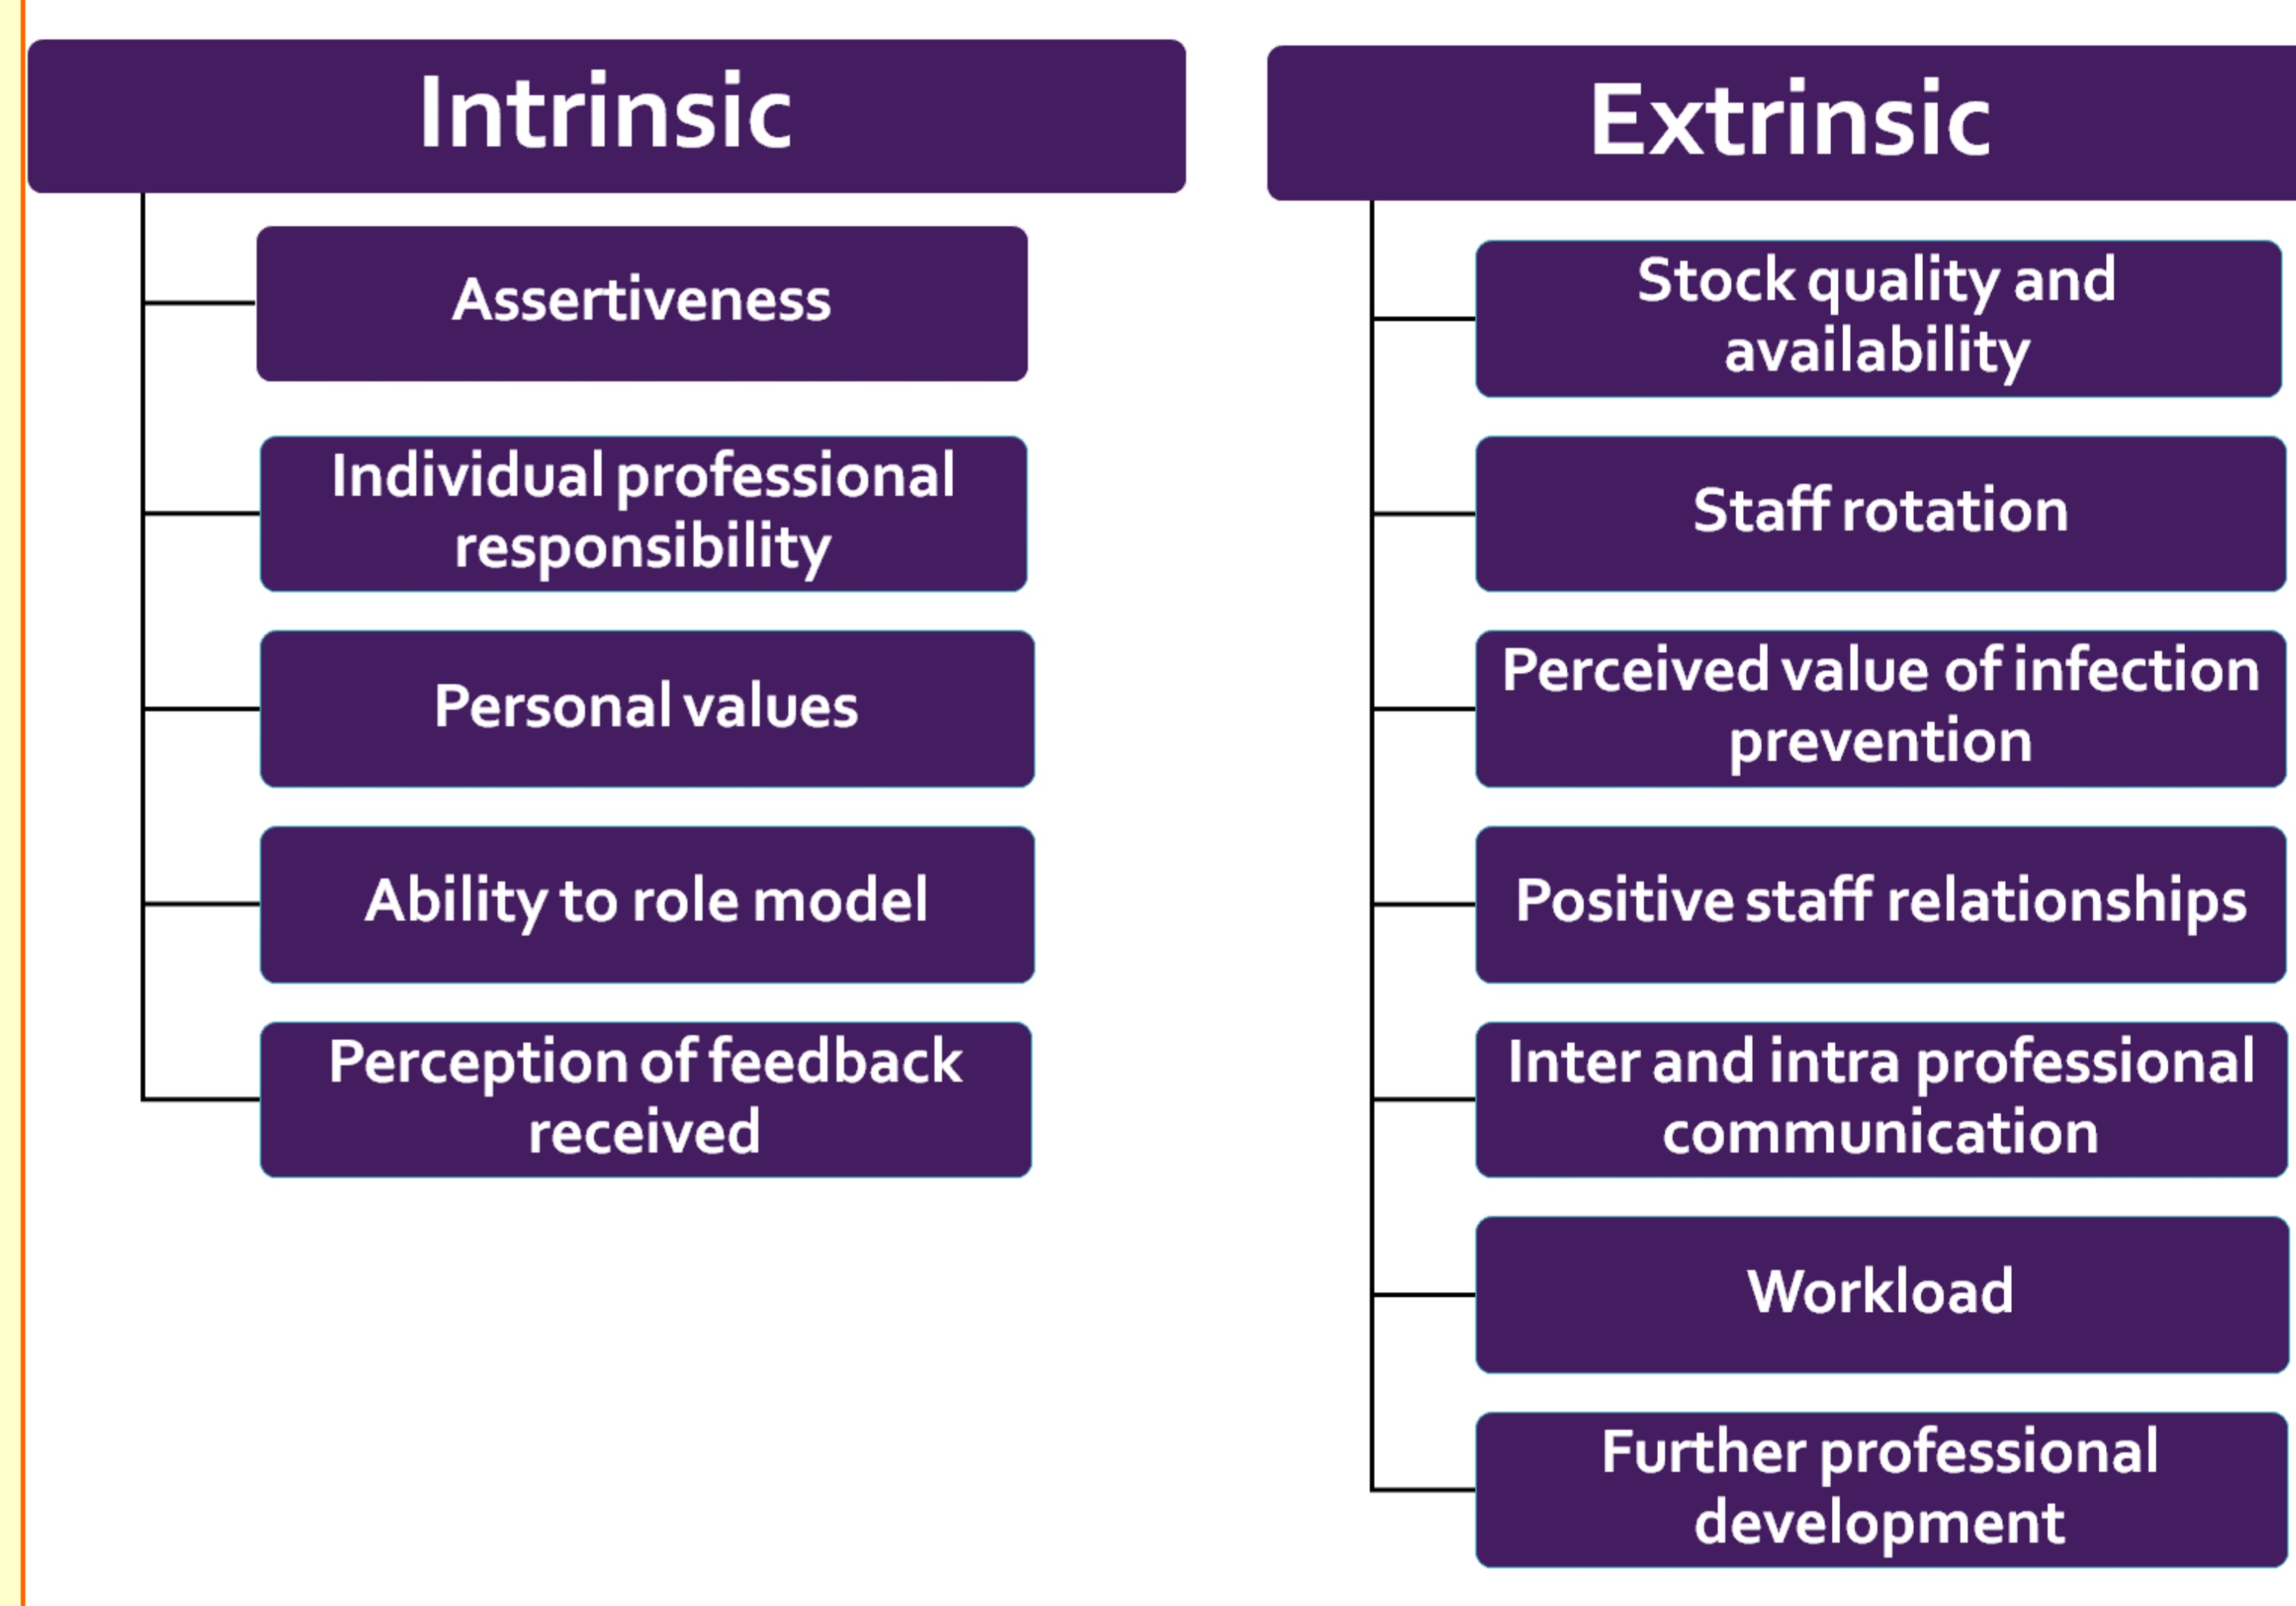 Intrinsic
Assertiveness
Individual professional
responsibility
Personal values
Ability to role model
Perception of feedback
received
Extrinsic
Stock quality and
availability
Staff rotation
Perceived value of infection
prevention
Positive staff relationships
Inter and intra professional
communication
Workload
Further professional
development